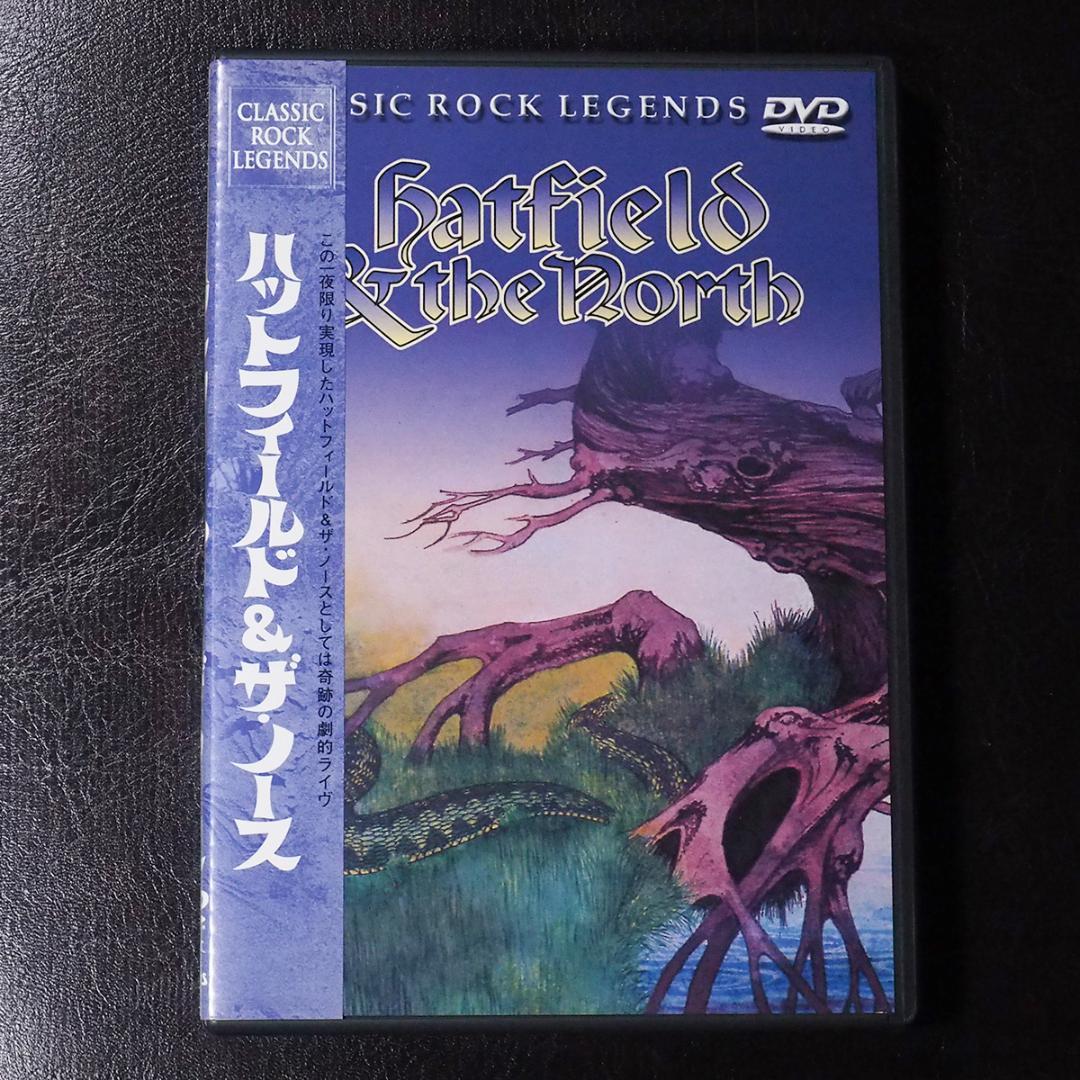 CLASSIC
ROCK
LEGENDS
ハットフィールド&ザ・ノース
この一夜限り実現したハットフィールド&ザ・ノースとしては奇跡の劇的ライヴ
SIC ROCK LEGENDS
DVD
VIDEO
hatfield
& the North